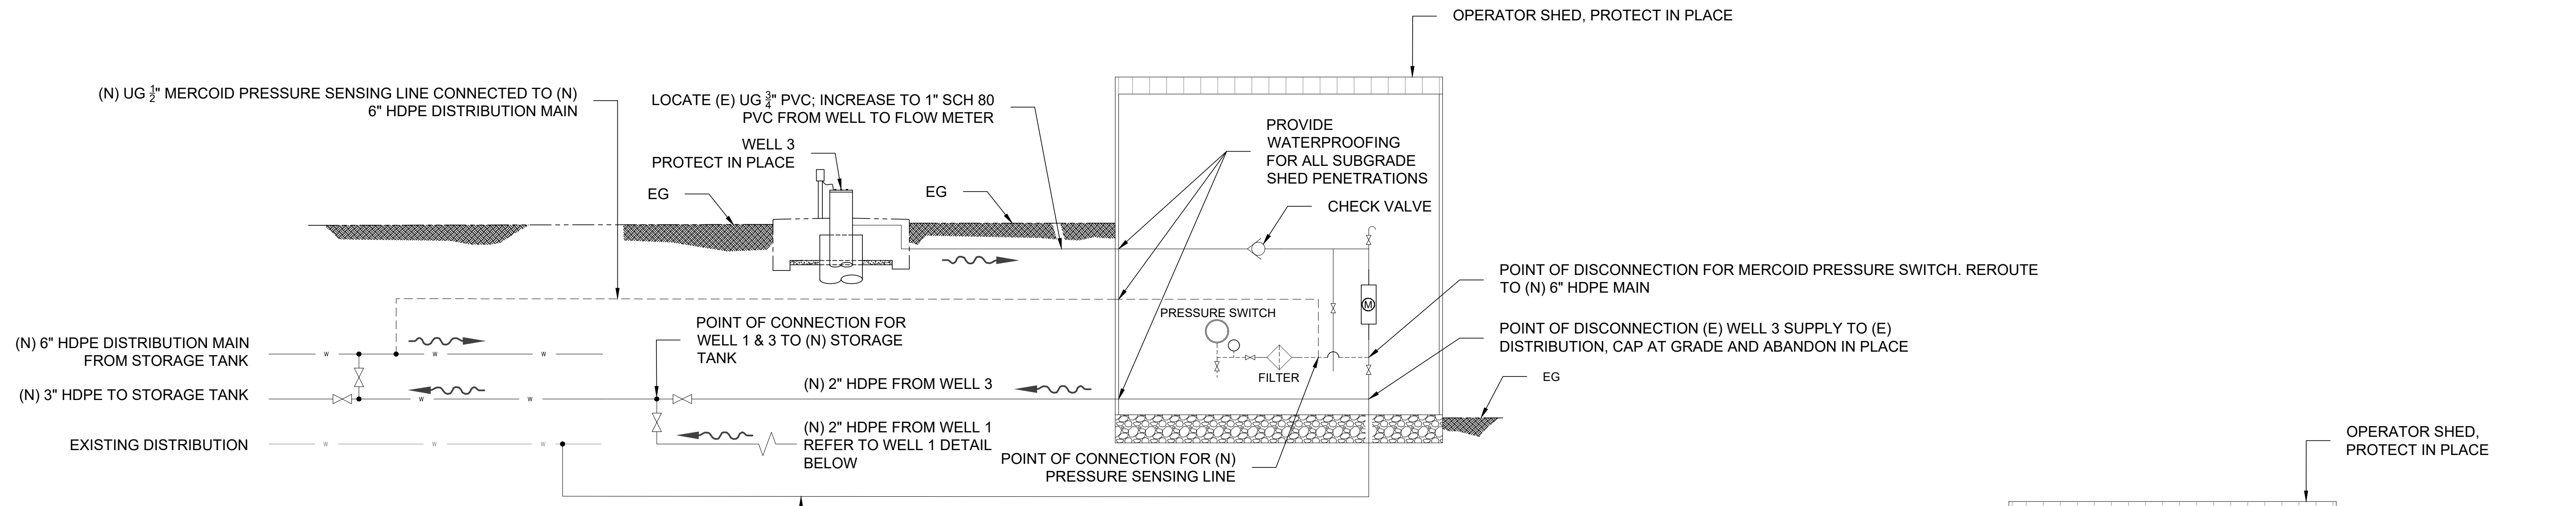 OPERATOR SHED, PROTECT IN PLACE
(N) UG 1/2" MERCOID PRESSURE SENSING LINE CONNECTED TO (N)
6" HDPE DISTRIBUTION MAIN
LOCATE (E) UG 3/4" PVC; INCREASE TO 1" SCH 80
PVC FROM WELL TO FLOW METER
WELL 3
PROTECT IN PLACE
EG
EG
PROVIDE
WATERPROOFING
FOR ALL SUBGRADE
SHED PENETRATIONS
CHECK VALVE
POINT OF DISCONNECTION FOR MERCOID PRESSURE SWITCH. REROUTE
TO (N) 6" HDPE MAIN
M
PRESSURE SWITCH
POINT OF CONNECTION FOR
WELL 1 & 3 TO (N) STORAGE
TANK
POINT OF DISCONNECTION (E) WELL 3 SUPPLY TO (E)
DISTRIBUTION, CAP AT GRADE AND ABANDON IN PLACE
(N) 6" HDPE DISTRIBUTION MAIN
FROM STORAGE TANK
W W W
FILTER
EG
(N) 2" HDPE FROM WELL 3
(N) 3" HDPE TO STORAGE TANK
W W
(N) 2" HDPE FROM WELL 1
REFER TO WELL 1 DETAIL
BELOW
EXISTING DISTRIBUTION
W W W
POINT OF CONNECTION FOR (N)
PRESSURE SENSING LINE
OPERATOR SHED,
PROTECT IN PLACE